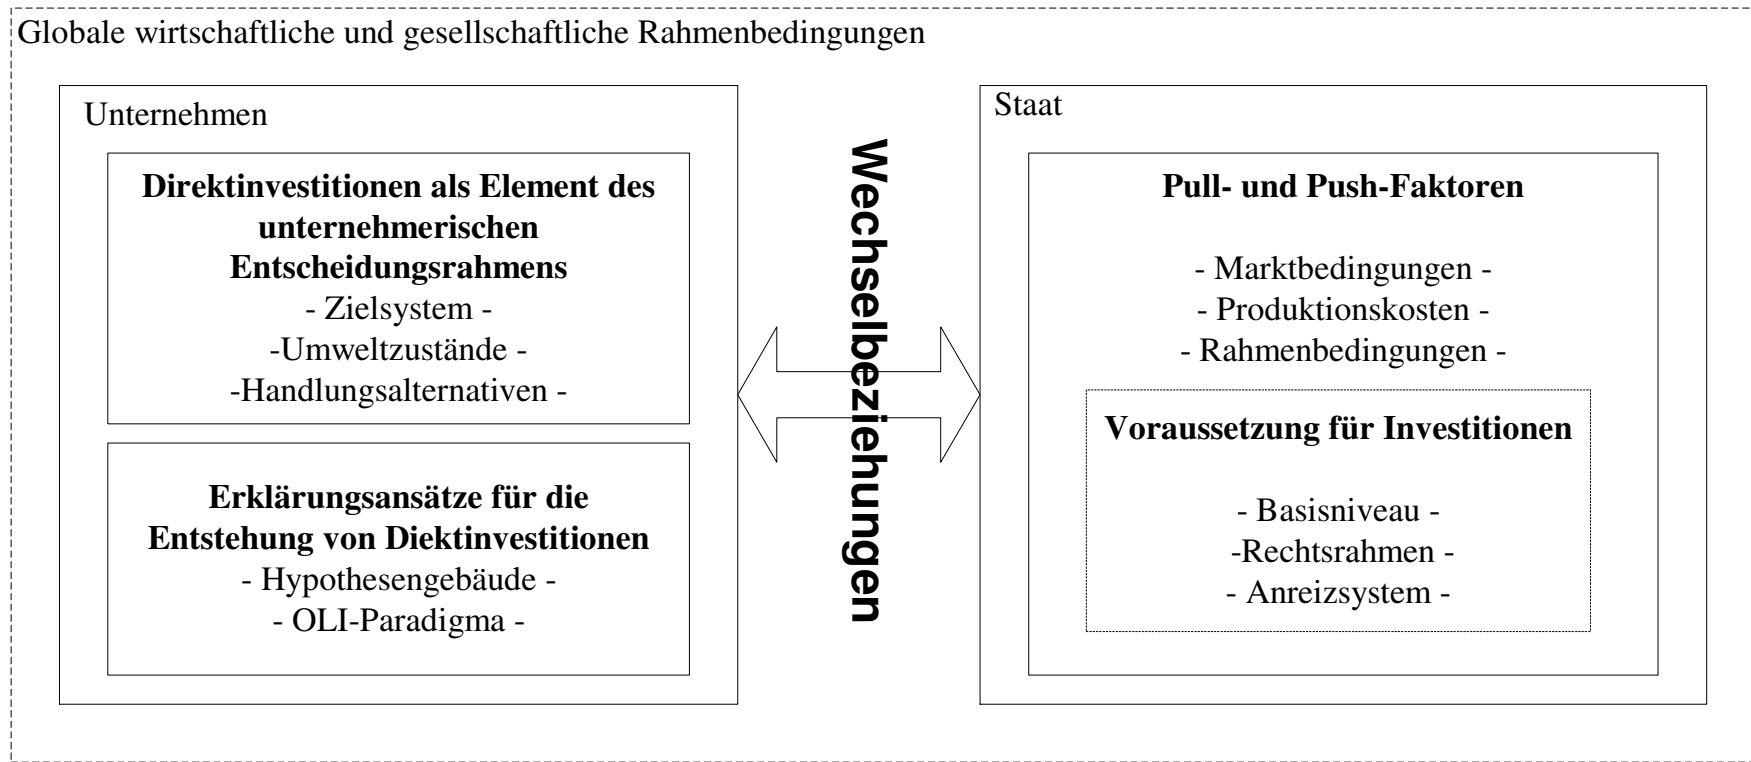 Globale wirtschaftliche und gesellschaftliche Rahmenbedingungen
Unternehmen
Direktinvestitionen als Element des
unternehmerischen
Entscheidungsrahmens
- Zielsystem -
-Umweltzustände -
-Handlungsalternativen -
Erklärungsansätze für die
Entstehung von Diektinvestitionen
- Hypothesengebäude -
- OLI-Paradigma -
Wechselbeziehungen
Staat
Pull- und Push-Faktoren
- Marktbedingungen -
- Produktionskosten -
- Rahmenbedingungen -
Voraussetzung für Investitionen
- Basisniveau -
-Rechtsrahmen -
- Anreizsystem -